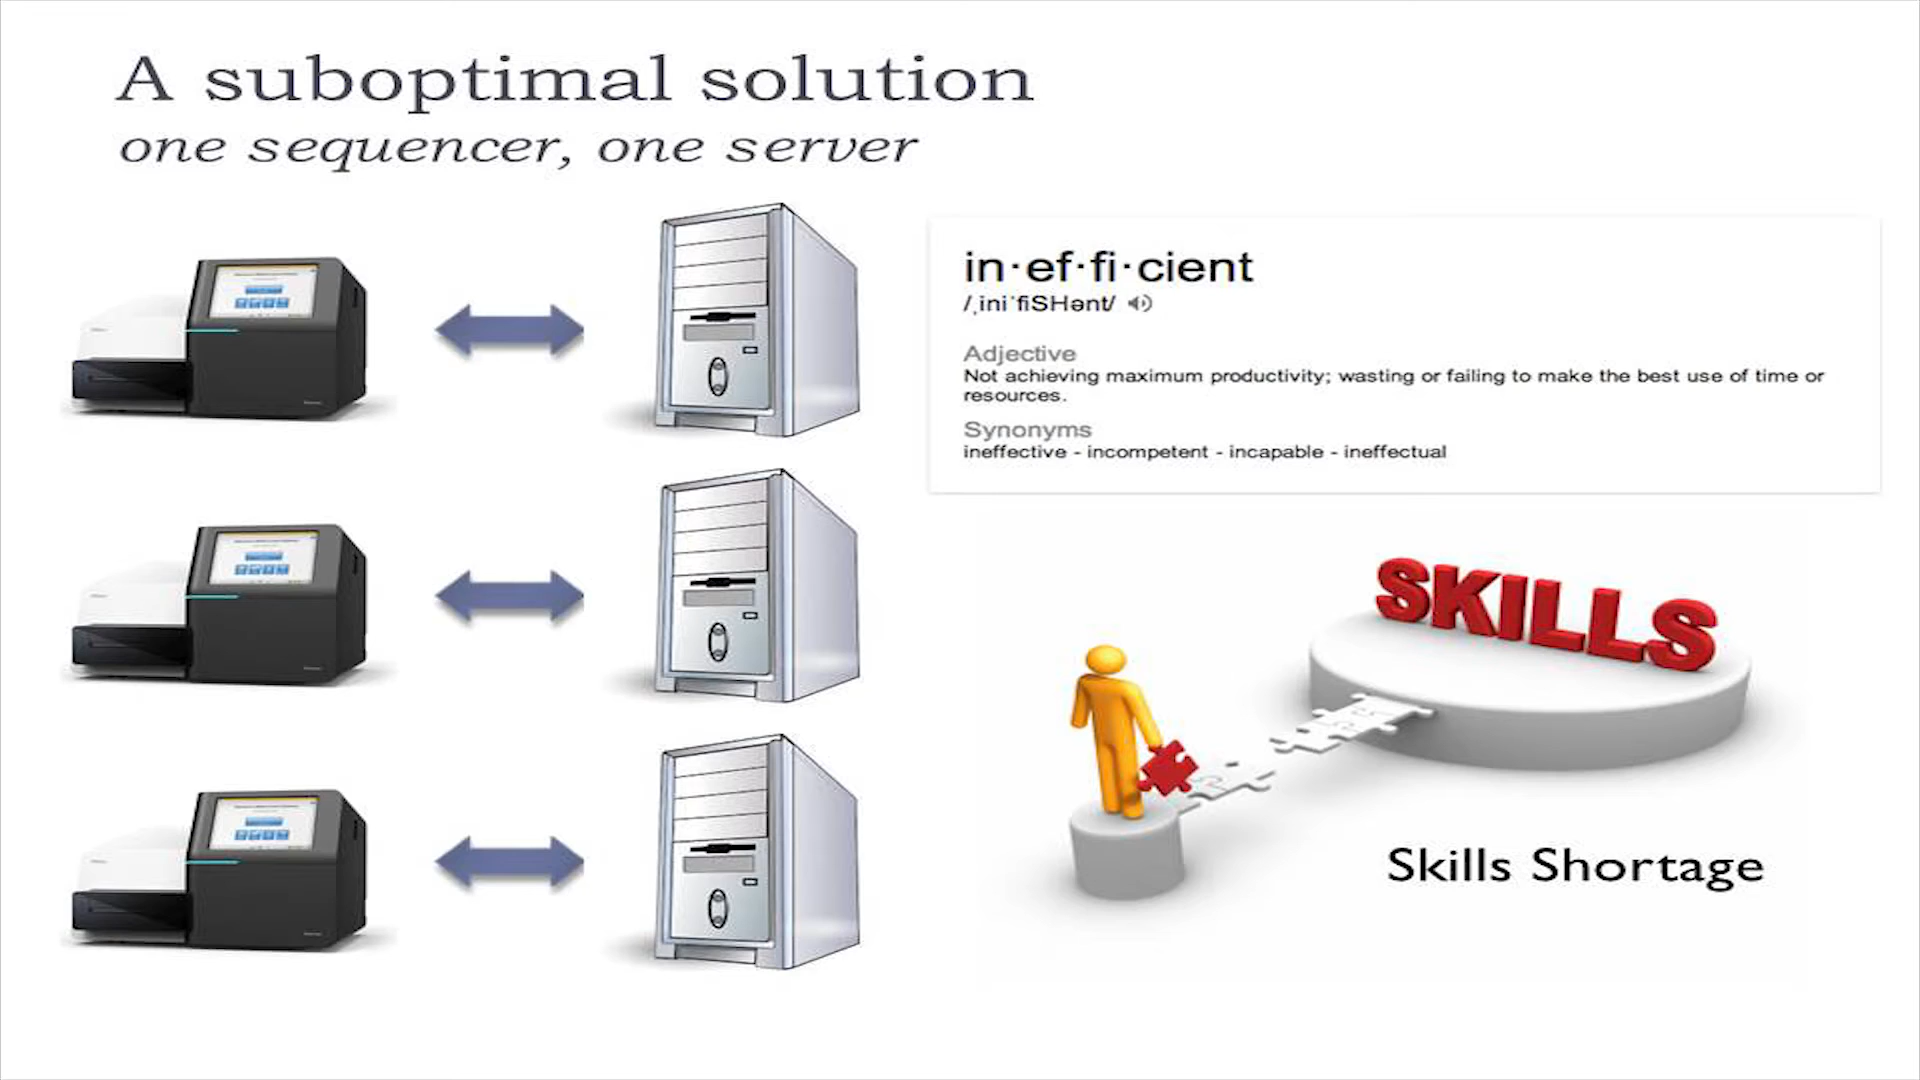 A suboptimal solution
one sequencer, one server
in·ef·fi·cient
/ˌiniˈfiSHənt/
Adjective
Not achieving maximum productivity; wasting or failing to make the best use of time or
resources.
Synonyms
ineffective - incompetent - incapable - ineffectual
SKILLS
Skills Shortage